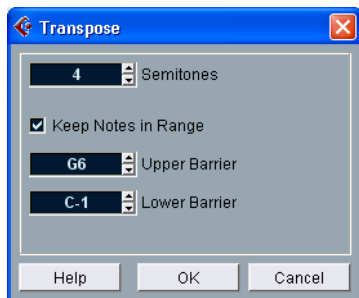 Transpose
4 Semitones
Keep Notes in Range
G6 Upper Barrier
C-1 Lower Barrier
Help OK Cancel